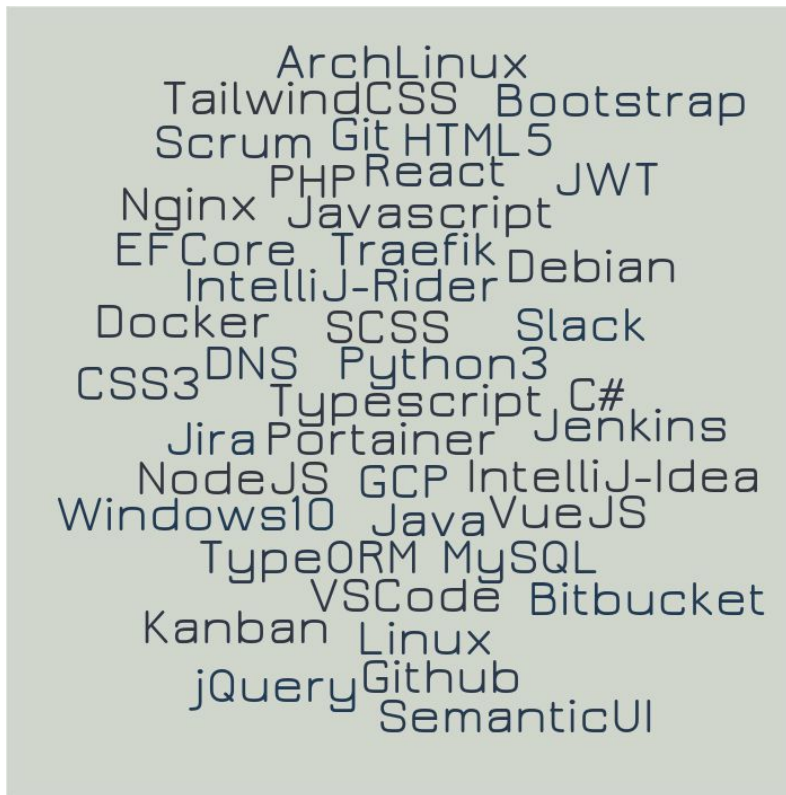 ArchLinux
TailwindCSS Bootstrap
Scrum Git HTML5
PHP React JWT
Nginx Javascript
EFCore Traefik Debian
IntelliJ-Rider
Docker SCSS Slack
CSS3 DNS Python3
Typescript C#
Jira Portainer Jenkins
NodeJS GCP IntelliJ-Idea
Windows10 Java VueJS
TypeORM MySQL
VSCode Bitbucket
Kanban Linux
jQuery Github
SemanticUI